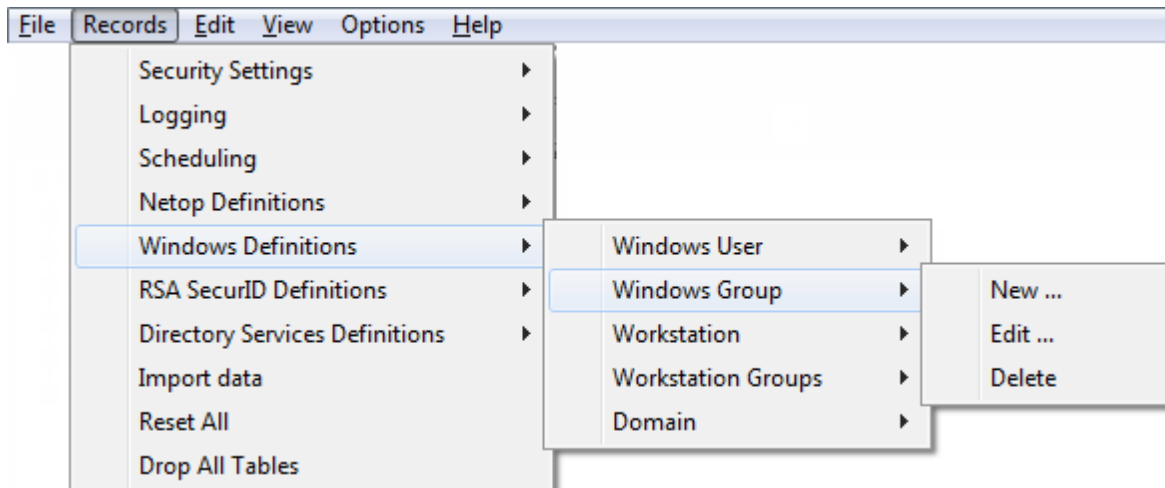 File Records Edit View Options Help
Security Settings
Logging
Scheduling
Netop Definitions
Windows Definitions
RSA SecurID Definitions
Directory Services Definitions
Import data
Reset All
Drop All Tables
Windows User
Windows Group
Workstation
Workstation Groups
Domain
New ...
Edit ...
Delete